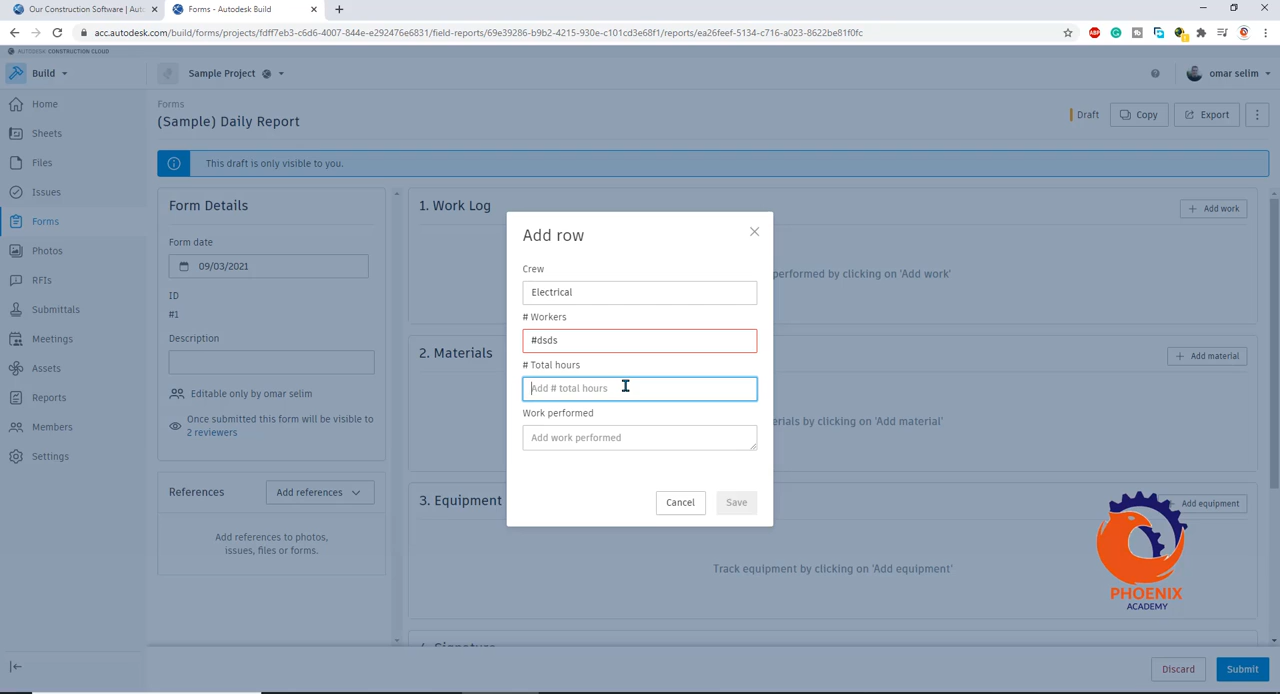 Our Construction Software | Auto
Forms - Autodesk Build
acc.autodesk.com/build/forms/projects/fdff7eb3-c6d6-4007-844e-e292476e6831/field-reports/69e39286-b9b2-4215-930e-c101cd3e68f1/reports/ea26feef-5134-c716-a023-8622be81f0fc
AUTODESK CONSTRUCTION CLOUD
Build
Sample Project
omar selim
Home
Sheets
Files
Issues
Forms
Photos
RFIs
Submittals
Meetings
Assets
Reports
Members
Settings
Forms
(Sample) Daily Report
Draft
Copy
Export
This draft is only visible to you.
Form Details
Form date
09/03/2021
ID
#1
Description
Editable only by omar selim
Once submitted this form will be visible to
2 reviewers
References
Add references
Add references to photos,
issues, files or forms.
1. Work Log
Add work
performed by clicking on 'Add work'
2. Materials
Add material
erials by clicking on 'Add material'
3. Equipment
Add equipment
Track equipment by clicking on 'Add equipment'
4. Signature
Add row
Crew
Electrical
# Workers
#dsds
# Total hours
Add # total hours
Work performed
Add work performed
Cancel
Save
PHOENIX
ACADEMY
Discard
Submit